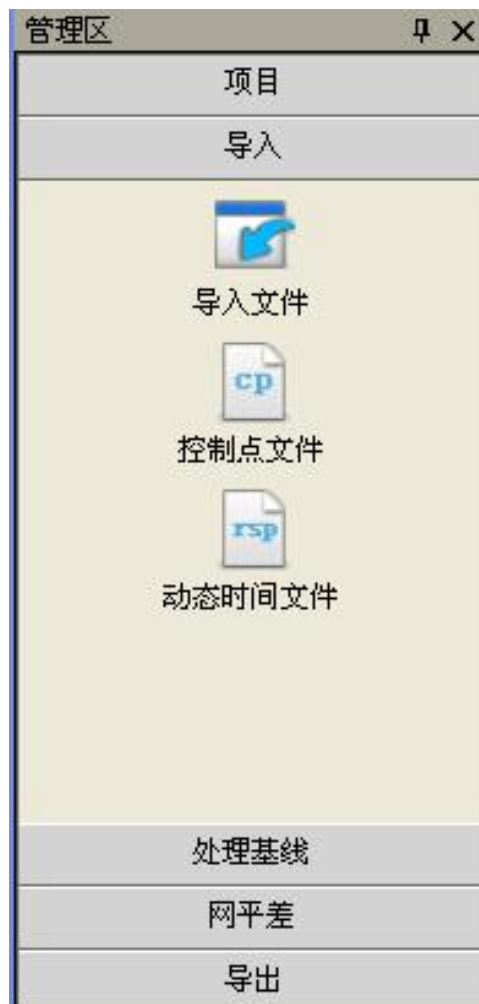 管理区
项目
导入
导入文件
cp
控制点文件
rsp
动态时间文件
处理基线
网平差
导出